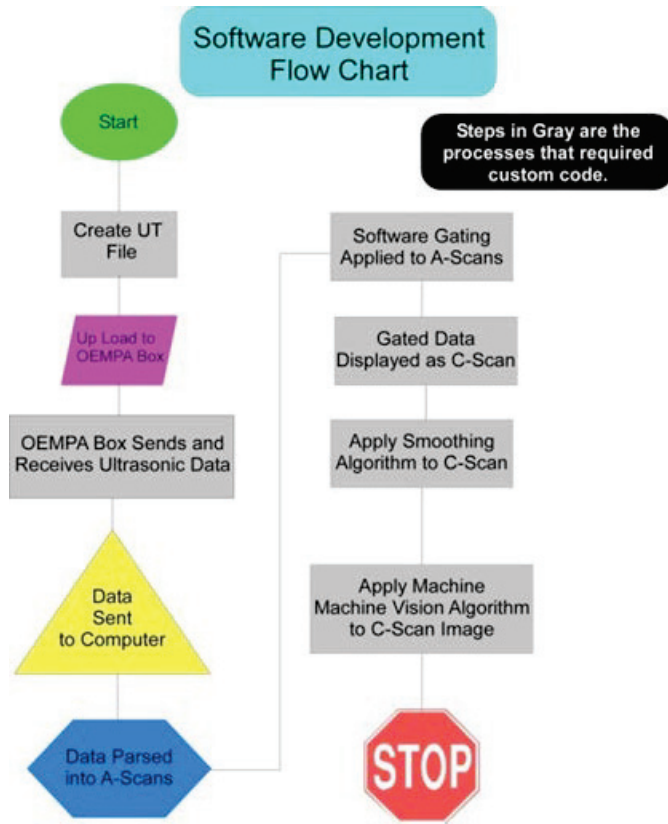 Software Development
Flow Chart
Start
Steps in Gray are the
processes that required
custom code.
Create UT
File
Up Load to
OEMPA Box
OEMPA Box Sends and
Receives Ultrasonic Data
Data
Sent
to Computer
Data Parsed
into A-Scans
Software Gating
Applied to A-Scans
Gated Data
Displayed as C-Scan
Apply Smoothing
Algorithm to C-Scan
Apply Machine
Machine Vision Algorithm
to C-Scan Image
STOP